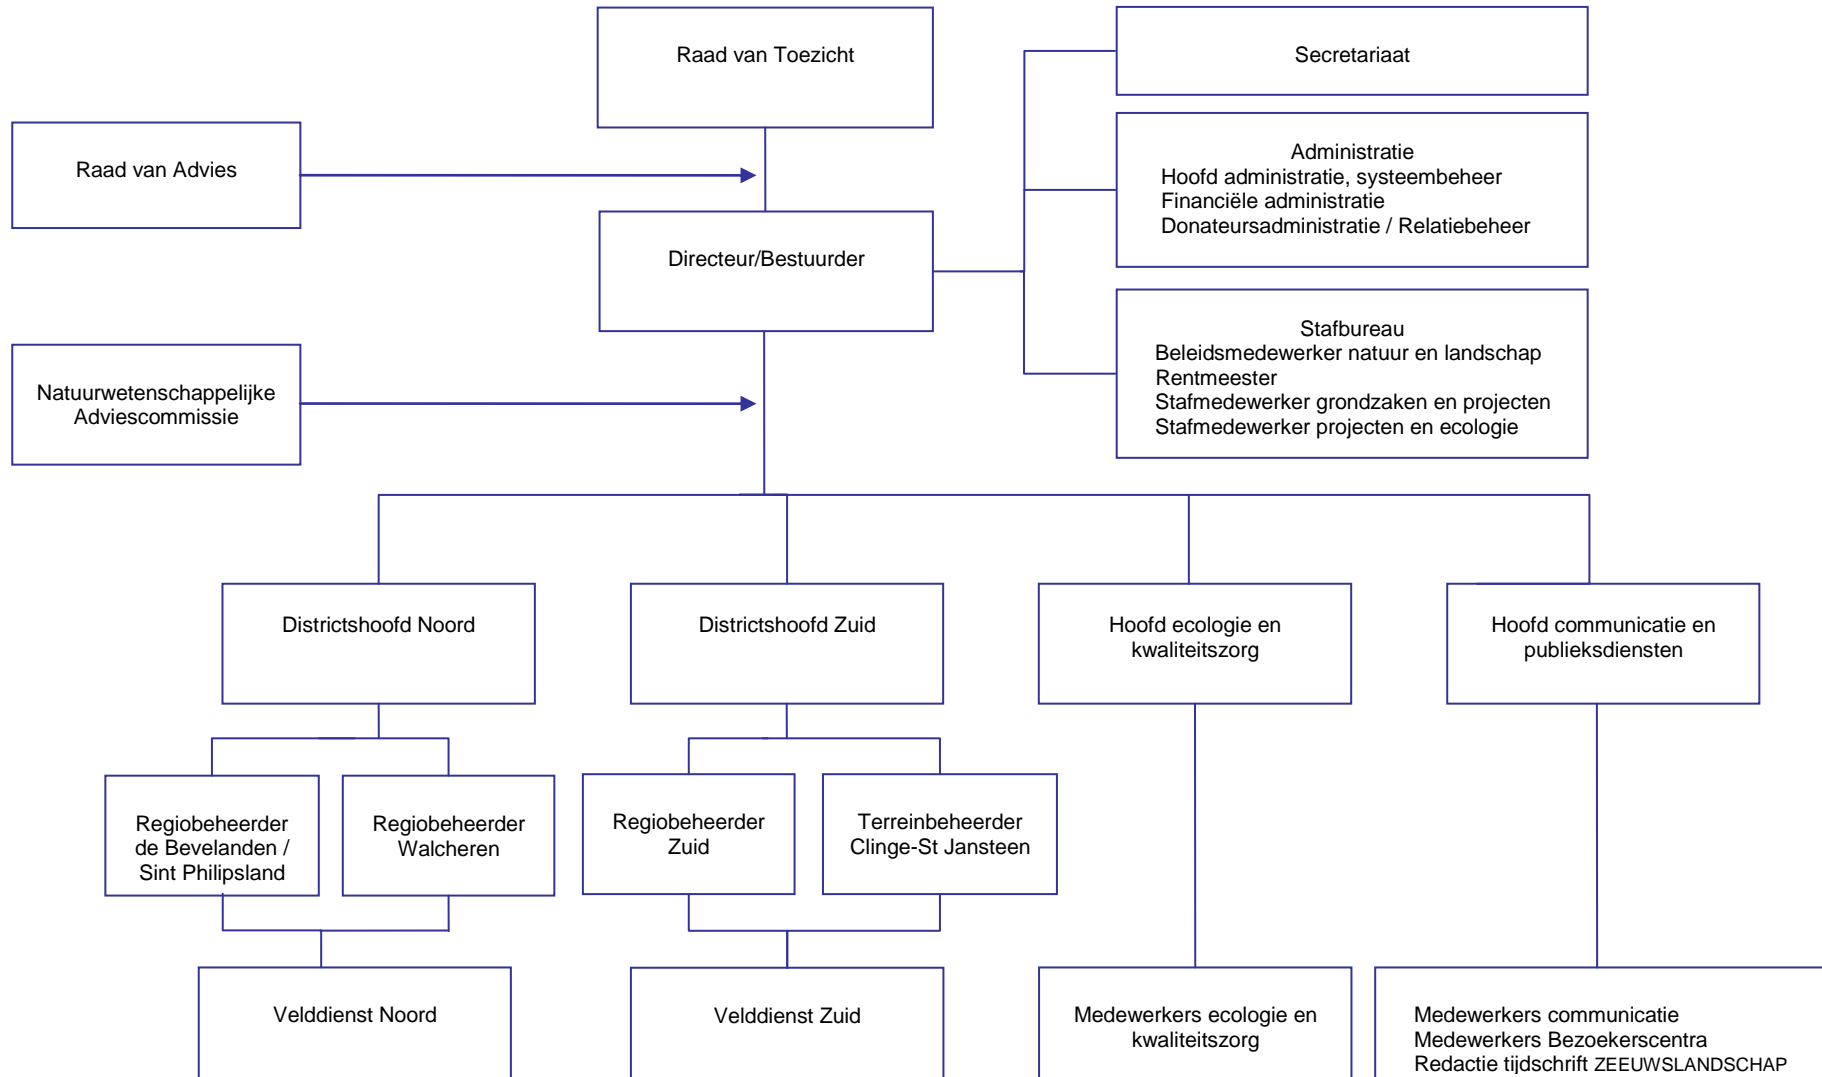 Raad van Toezicht
Secretariaat
Raad van Advies
Administratie
Hoofd administratie, systeembeheer
Financiële administratie
Donateursadministratie / Relatiebeheer
Directeur/Bestuurder
Stafbureau
Beleidsmedewerker natuur en landschap
Rentmeester
Stafmedewerker grondzaken en projecten
Stafmedewerker projecten en ecologie
Natuurwetenschappelijke
Adviescommissie
Districtshoofd Noord
Districtshoofd Zuid
Hoofd ecologie en
kwaliteitszorg
Hoofd communicatie en
publieksdiensten
Regiobeheerder
de Bevelanden /
Sint Philipsland
Regiobeheerder
Walcheren
Regiobeheerder
Zuid
Terreinbeheerder
Clinge-St Jansteen
Velddienst Noord
Velddienst Zuid
Medewerkers ecologie en
kwaliteitszorg
Medewerkers communicatie
Medewerkers Bezoekerscentra
Redactie tijdschrift ZEEUWSLANDSCHAP